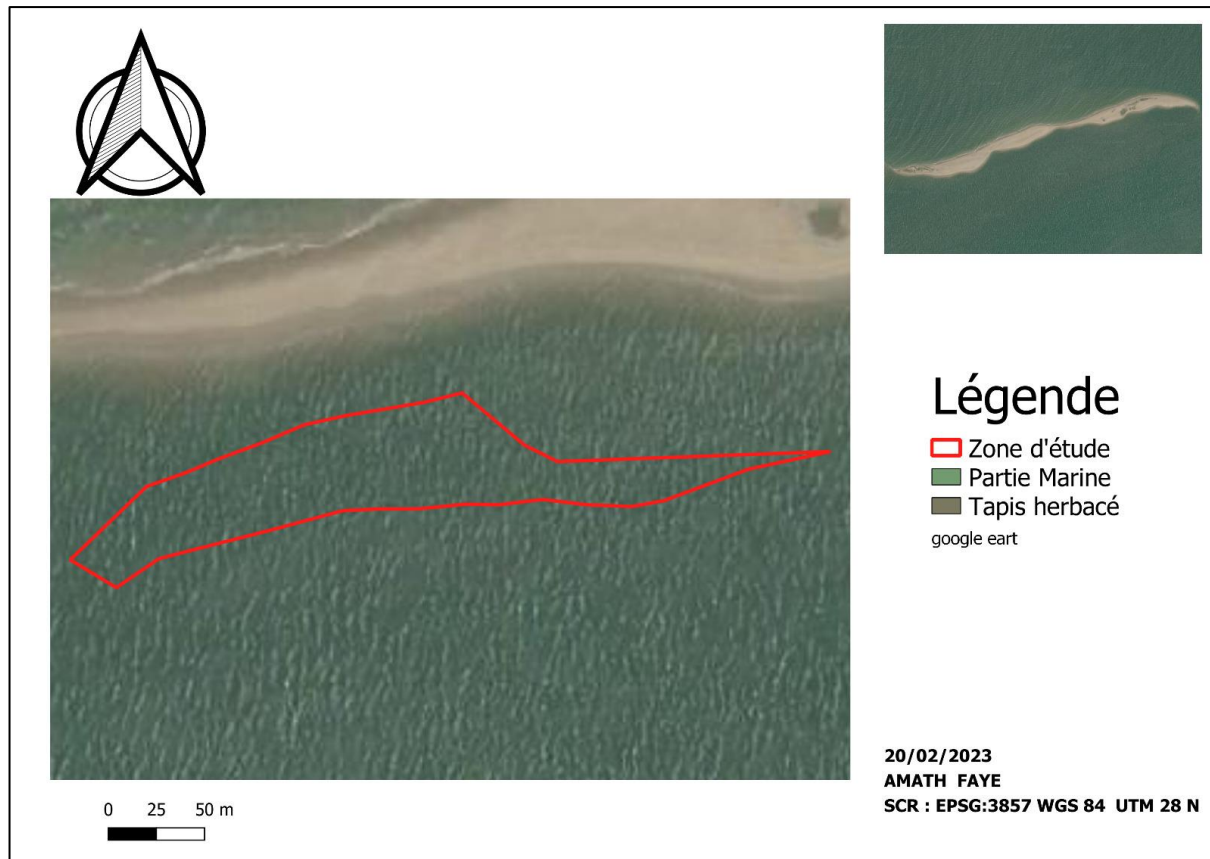 Légende
Zone d'étude
Partie Marine
Tapis herbacé
google eart
20/02/2023
AMATH FAYE
SCR : EPSG:3857 WGS 84 UTM 28 N
0 25 50 m